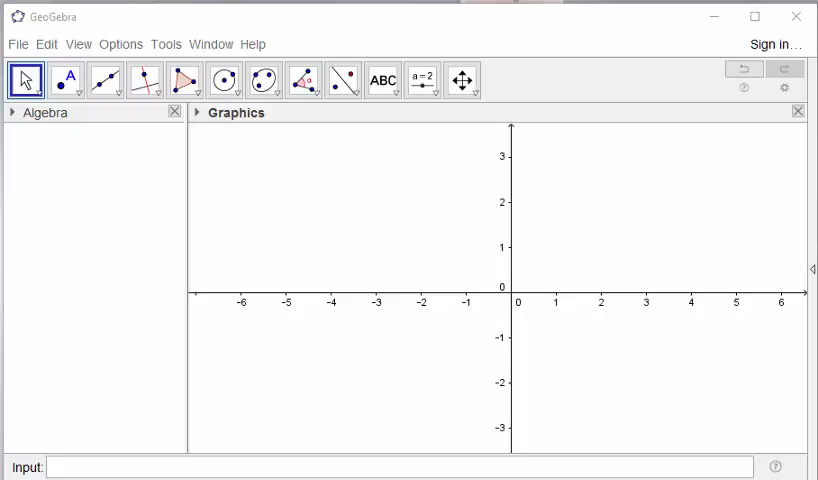 GeoGebra
File Edit View Options Tools Window Help
Sign in...
A
α
ABC
a = 2
Algebra
Graphics
3
2
1
0
-6 -5 -4 -3 -2 -1 0 1 2 3 4 5 6
-1
-2
-3
Input: